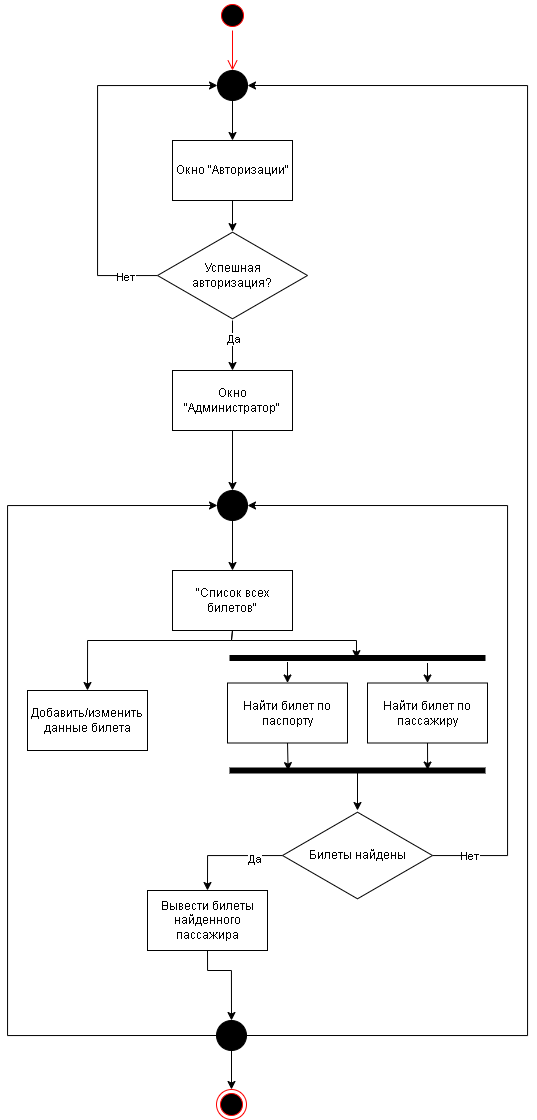 Окно "Авторизации"
Успешная
авторизация?
Нет
Да
Окно
"Администратор"
"Список всех
билетов"
Добавить/изменить
данные билета
Найти билет по
паспорту
Найти билет по
пассажиру
Билеты найдены
Да
Нет
Вывести билеты
найденного
пассажира